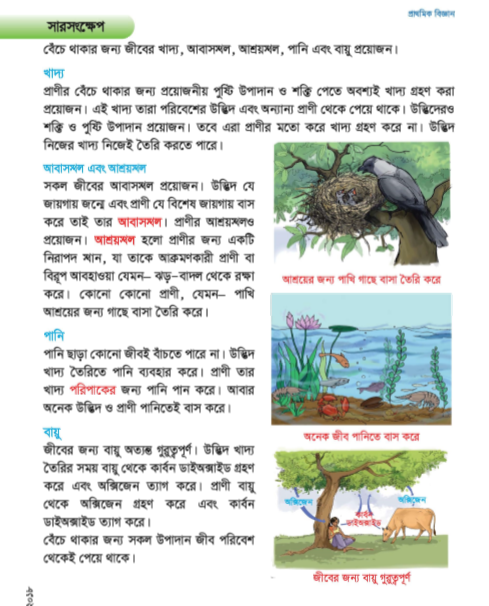 প্রাথমিক বিজ্ঞান
সারসংক্ষেপ
বেঁচে থাকার জন্য জীবের খাদ্য, আবাসস্থল, আশ্রয়স্থল, পানি এবং বায়ু প্রয়োজন।
খাদ্য
প্রাণীর বেঁচে থাকার জন্য প্রয়োজনীয় পুষ্টি উপাদান ও শক্তি পেতে অবশ্যই খাদ্য গ্রহণ করা
প্রয়োজন। এই খাদ্য তারা পরিবেশের উদ্ভিদ এবং অন্যান্য প্রাণী থেকে পেয়ে থাকে। উদ্ভিদেরও
শক্তি ও পুষ্টি উপাদান প্রয়োজন। তবে এরা প্রাণীর মতো করে খাদ্য গ্রহণ করে না। উদ্ভিদ
নিজের খাদ্য নিজেই তৈরি করতে পারে।
আবাসস্থল এবং আশ্রয়স্থল
সকল জীবের আবাসস্থল প্রয়োজন। উদ্ভিদ যে
জায়গায় জন্মে এবং প্রাণী যে বিশেষ জায়গায় বাস
করে তাই তার আবাসস্থল। প্রাণীর আশ্রয়স্থলও
প্রয়োজন। আশ্রয়স্থল হলো প্রাণীর জন্য একটি
নিরাপদ স্থান, যা তাকে আক্রমণকারী প্রাণী বা
বিরূপ আবহাওয়া যেমন– ঝড়-বাদল থেকে রক্ষা
করে। কোনো কোনো প্রাণী, যেমন– পাখি
আশ্রয়ের জন্য গাছে বাসা তৈরি করে।
আশ্রয়ের জন্য পাখি গাছে বাসা তৈরি করে
পানি
পানি ছাড়া কোনো জীবই বাঁচতে পারে না। উদ্ভিদ
খাদ্য তৈরিতে পানি ব্যবহার করে। প্রাণী তার
খাদ্য পরিপাকের জন্য পানি পান করে। আবার
অনেক উদ্ভিদ ও প্রাণী পানিতেই বাস করে।
অনেক জীব পানিতে বাস করে
বায়ু
জীবের জন্য বায়ু অত্যন্ত গুরুত্বপূর্ণ। উদ্ভিদ খাদ্য
তৈরির সময় বায়ু থেকে কার্বন ডাইঅক্সাইড গ্রহণ
করে এবং অক্সিজেন ত্যাগ করে। প্রাণী বায়ু
থেকে অক্সিজেন গ্রহণ করে এবং কার্বন
ডাইঅক্সাইড ত্যাগ করে।
বেঁচে থাকার জন্য সকল উপাদান জীব পরিবেশ
থেকেই পেয়ে থাকে।
অক্সিজেন
অক্সিজেন
কার্বন
ডাইঅক্সাইড
জীবের জন্য বায়ু গুরুত্বপূর্ণ
২০১৮